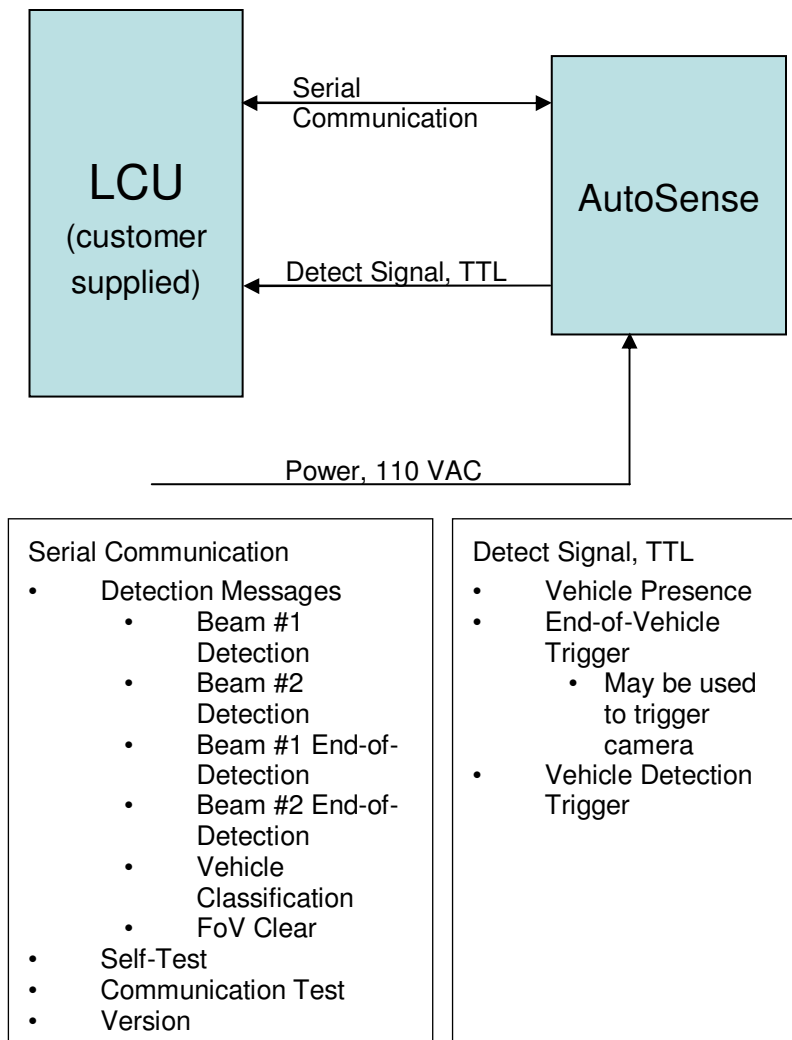 Serial
Communication
LCU
(customer
supplied)
AutoSense
Detect Signal, TTL
Power, 110 VAC
Serial Communication
• Detection Messages
• Beam #1
Detection
• Beam #2
Detection
• Beam #1 End-of-
Detection
• Beam #2 End-of-
Detection
• Vehicle
Classification
• FoV Clear
• Self-Test
• Communication Test
• Version
Detect Signal, TTL
• Vehicle Presence
• End-of-Vehicle
Trigger
• May be used
to trigger
camera
• Vehicle Detection
Trigger